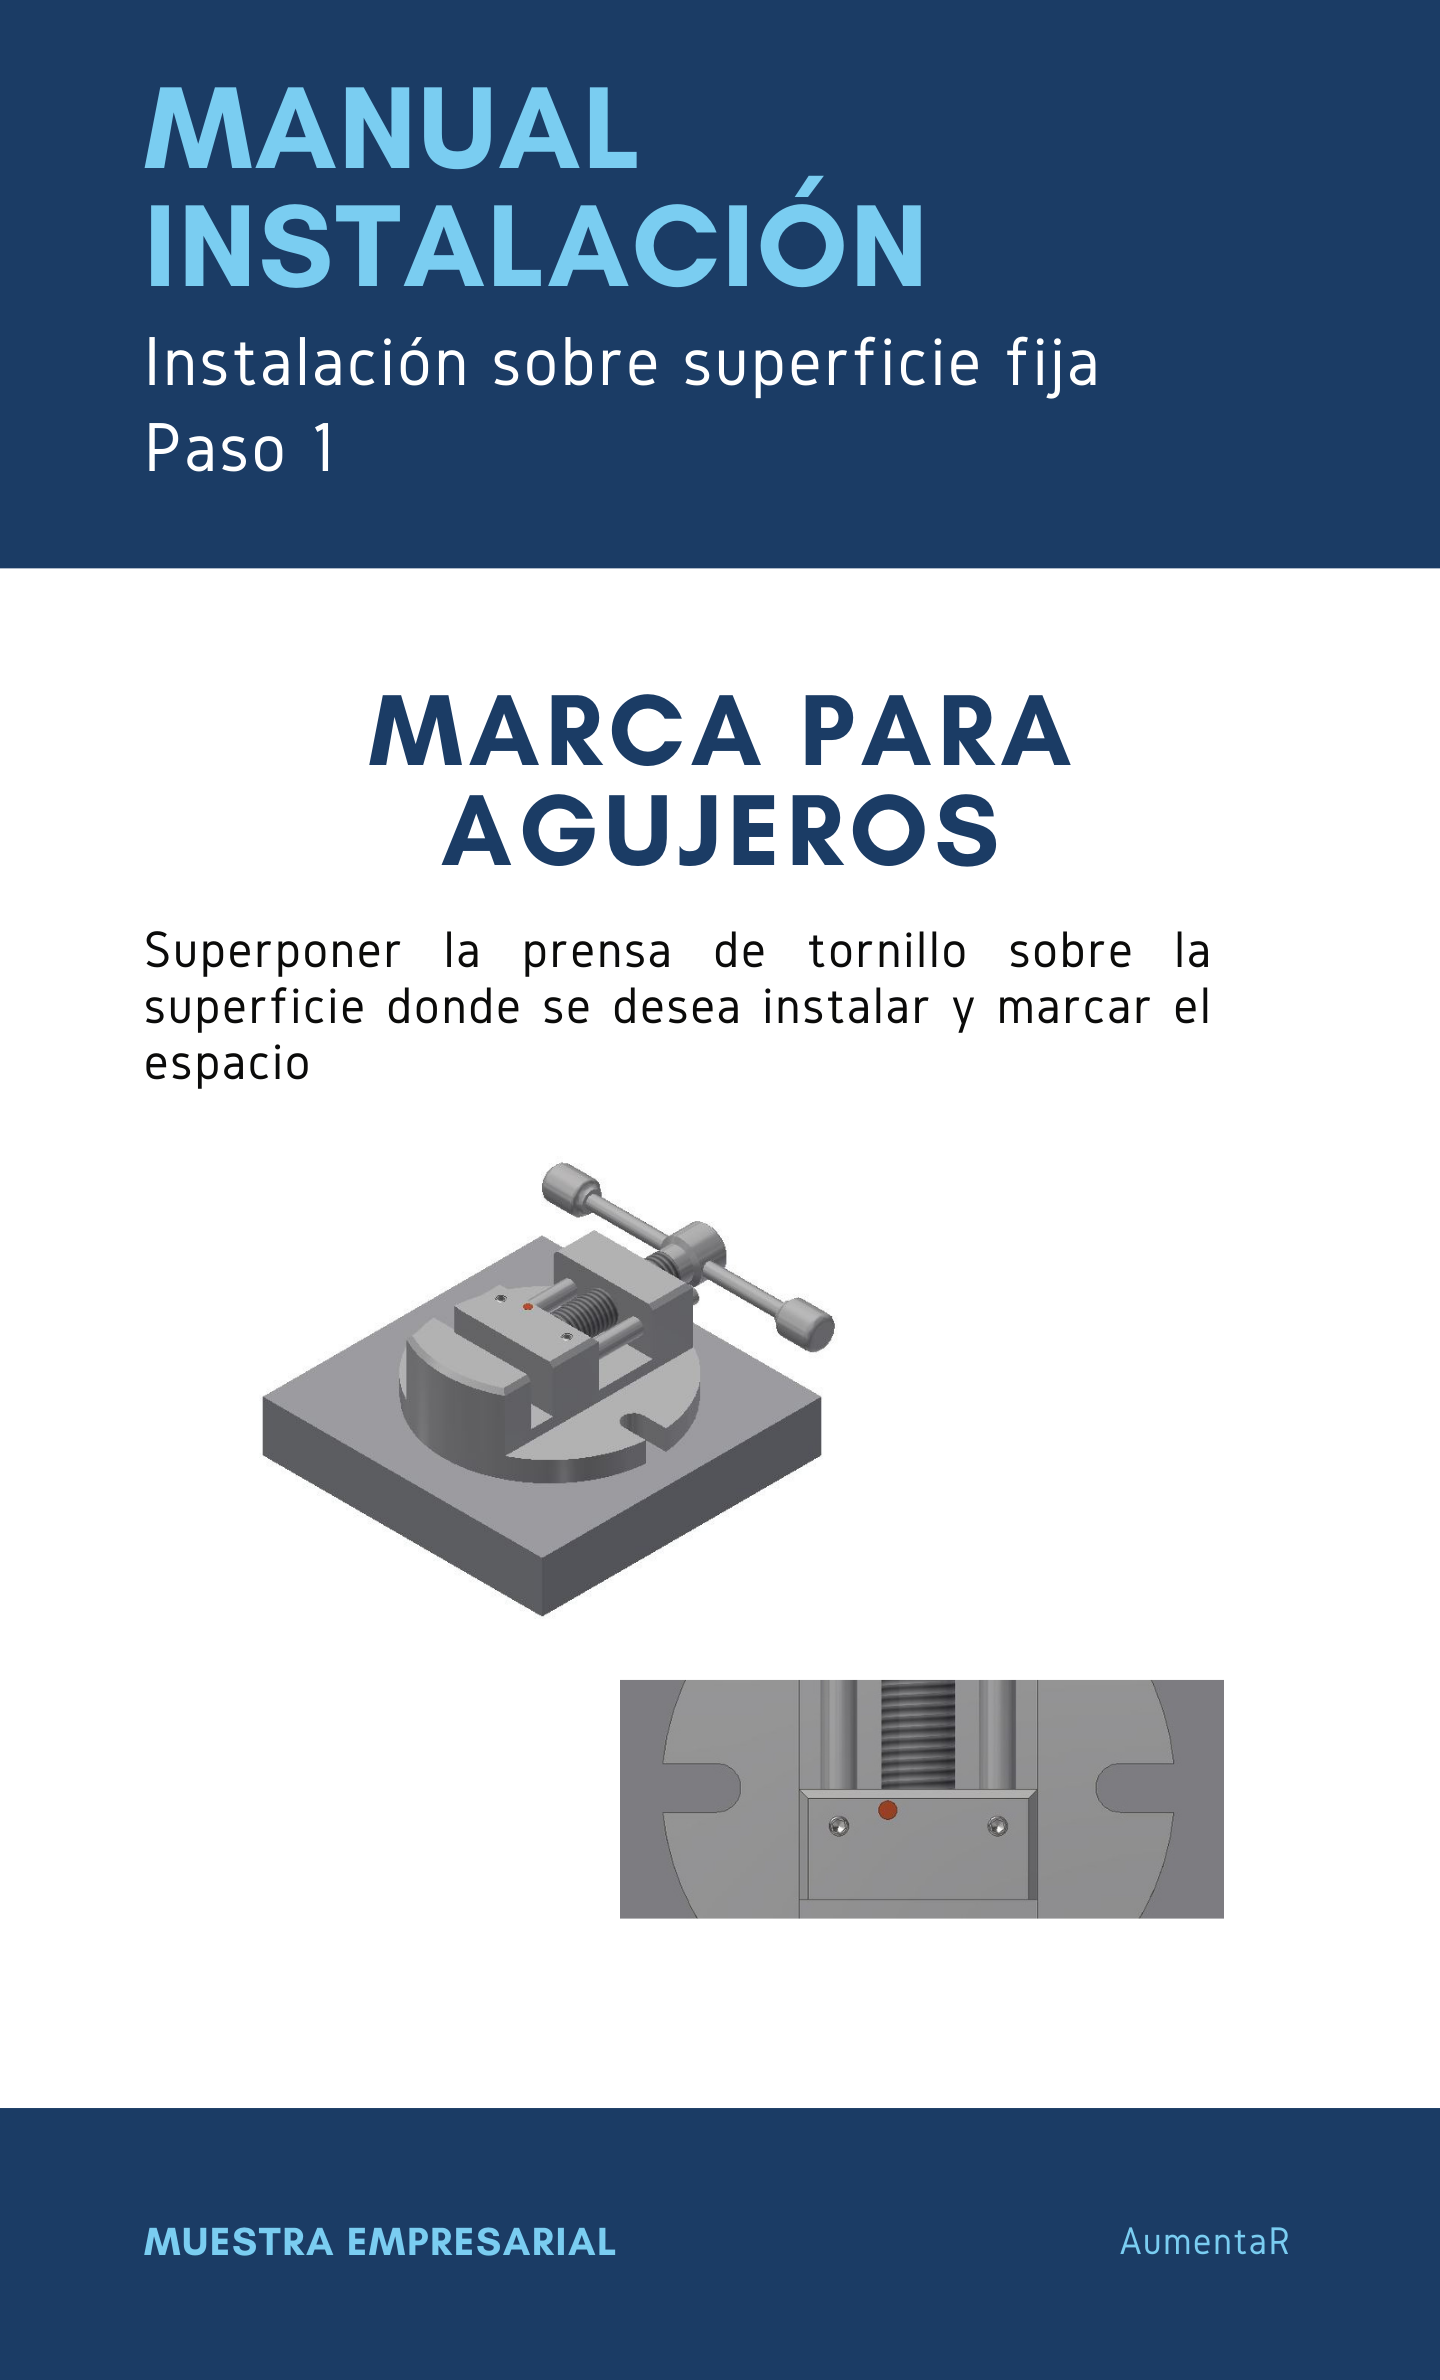 MANUAL
INSTALACIÓN
Instalación sobre superficie fija
Paso 1
MARCA PARA
AGUJEROS
Superponer la prensa de tornillo sobre la
superficie donde se desea instalar y marcar el
espacio
MUESTRA EMPRESARIAL
AumentaR